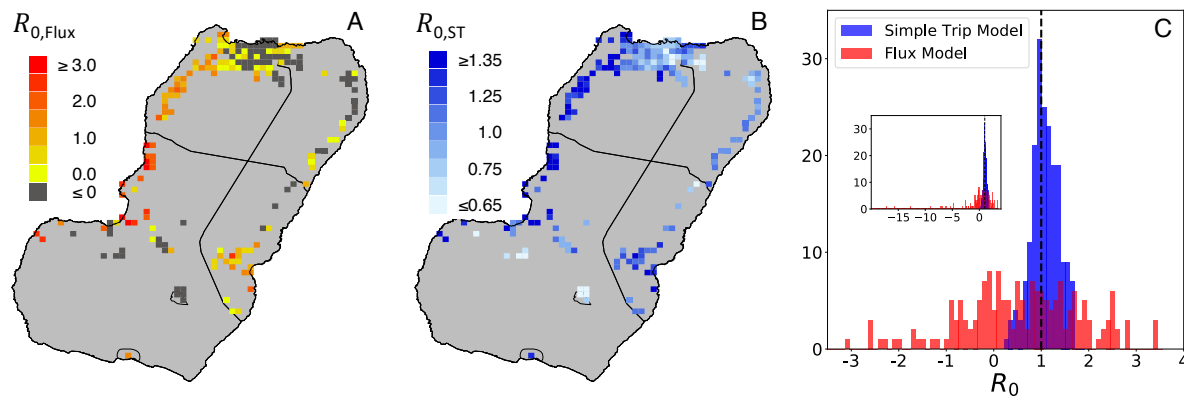 R0,Flux
A
≥ 3.0
2.0
1.0
0.0
≤ 0
R0,ST
B
≥1.35
1.25
1.0
0.75
≤0.65
C
Simple Trip Model
Flux Model
30
20
10
0
30
20
10
0
-15 -10 -5 0
-3 -2 -1 0 1 2 3 4
R0